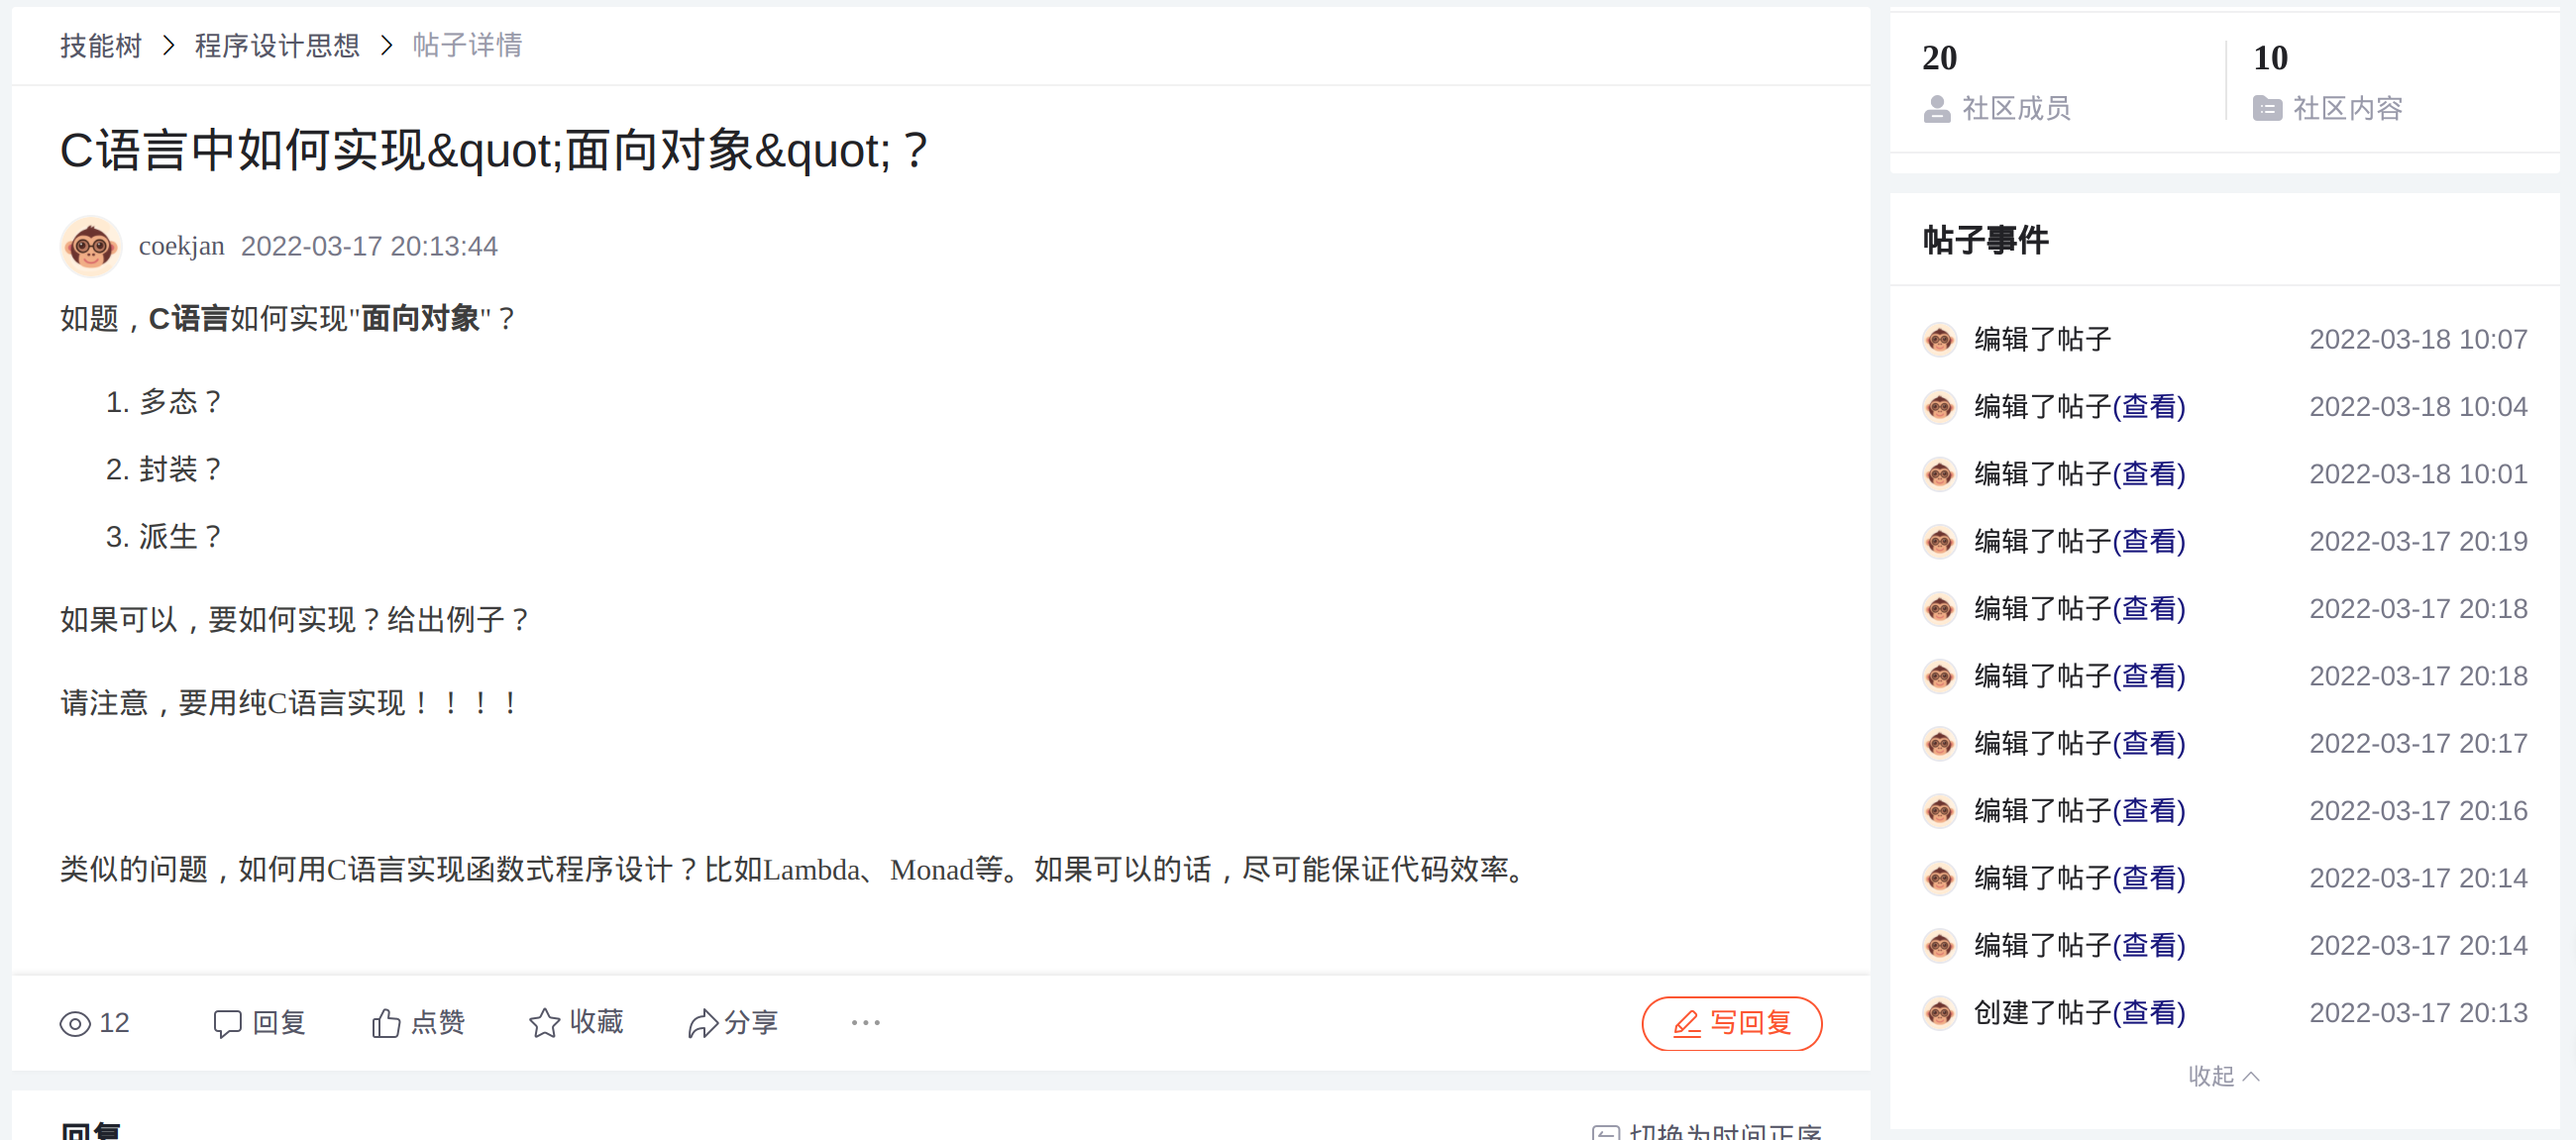 技能树 > 程序设计思想 > 帖子详情
C语言中如何实现&quot;面向对象&quot;？
coekjan 2022-03-17 20:13:44
如题，C语言如何实现"面向对象"？
1. 多态？
2. 封装？
3. 派生？
如果可以，要如何实现？给出例子？
请注意，要用纯C语言实现！！！！
类似的问题，如何用C语言实现函数式程序设计？比如Lambda、Monad等。如果可以的话，尽可能保证代码效率。
12 回复 点赞 收藏 分享 ... 写回复
回复 切换为时间正序
20 10
社区成员 社区内容
帖子事件
编辑了帖子 2022-03-18 10:07
编辑了帖子(查看) 2022-03-18 10:04
编辑了帖子(查看) 2022-03-18 10:01
编辑了帖子(查看) 2022-03-17 20:19
编辑了帖子(查看) 2022-03-17 20:18
编辑了帖子(查看) 2022-03-17 20:18
编辑了帖子(查看) 2022-03-17 20:17
编辑了帖子(查看) 2022-03-17 20:16
编辑了帖子(查看) 2022-03-17 20:14
编辑了帖子(查看) 2022-03-17 20:14
创建了帖子(查看) 2022-03-17 20:13
收起